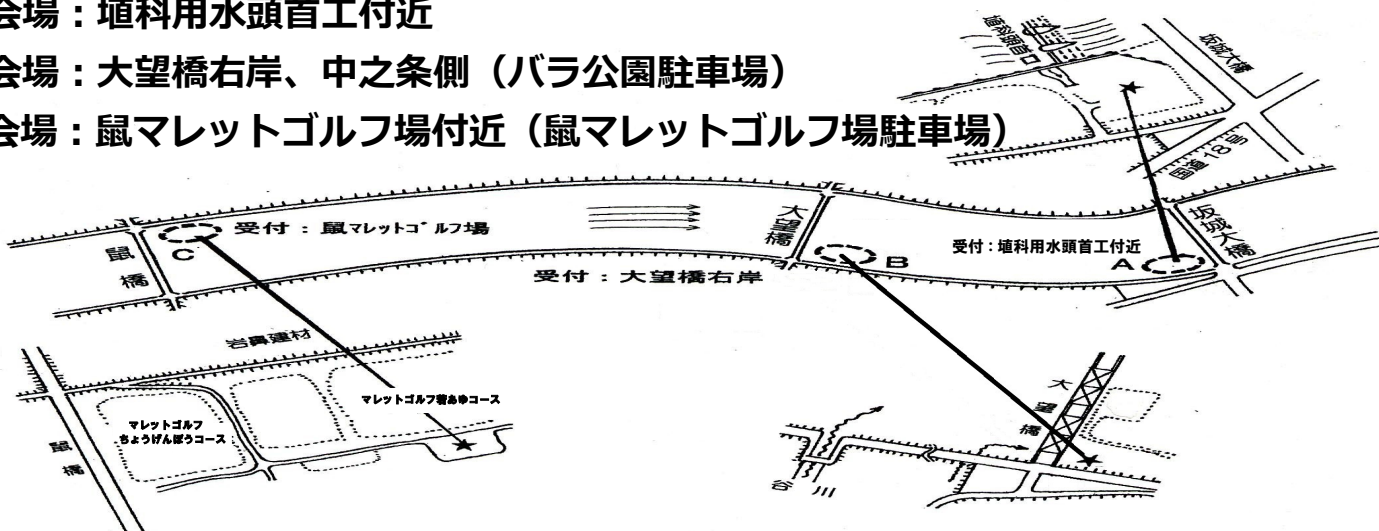 会場：埴科用水頭首工付近
会場：大望橋右岸、中之条側（バラ公園駐車場）
会場：鼠マレットゴルフ場付近（鼠マレットゴルフ場駐車場）
埴科頭首工
坂城大橋
国道18号
受付：鼠マレットゴルフ場
C
鼠橋
大望橋
受付：埴科用水頭首工付近
坂城大橋
B
A
受付：大望橋右岸
岩鼻建材
マレットゴルフ若あゆコース
マレットゴルフ
ちょうげんぼうコース
鼠橋
大望橋
谷川